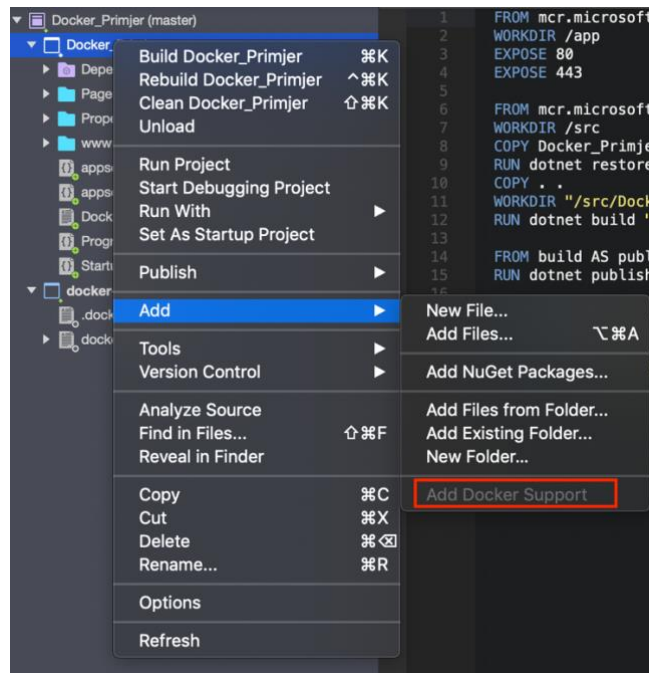 Docker_Primjer (master)
Docker_
Depe
Page
Prope
www
apps
apps
Dock
Progr
Startu
docker
.dock
docke
Build Docker_Primjer ⌘K
Rebuild Docker_Primjer ^⌘K
Clean Docker_Primjer ⇧⌘K
Unload
Run Project
Start Debugging Project
Run With
Set As Startup Project
Publish
Add
Tools
Version Control
Analyze Source
Find in Files... ⇧⌘F
Reveal in Finder
Copy ⌘C
Cut ⌘X
Delete ⌘⌫
Rename... ⌘R
Options
Refresh
New File...
Add Files... ⌥⌘A
Add NuGet Packages...
Add Files from Folder...
Add Existing Folder...
New Folder...
Add Docker Support
1 FROM mcr.microsoft
2 WORKDIR /app
3 EXPOSE 80
4 EXPOSE 443
5
6 FROM mcr.microsoft
7 WORKDIR /src
8 COPY Docker_Primje
9 RUN dotnet restore
10 COPY . .
11 WORKDIR "/src/Dock
12 RUN dotnet build "
13
14 FROM build AS publ
15 RUN dotnet publish
16